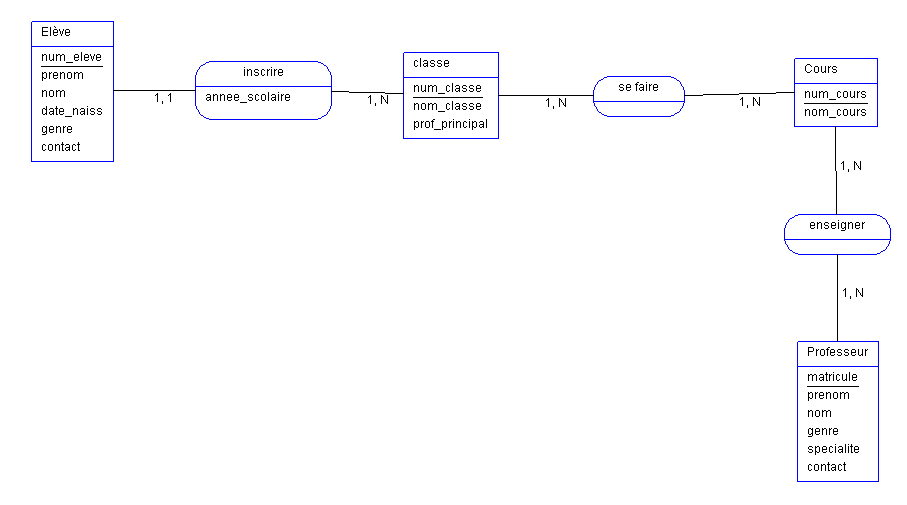 Elève
num_eleve
prenom
nom
date_naiss
genre
contact
1, 1
inscrire
annee_scolaire
1, N
classe
num_classe
nom_classe
prof_principal
1, N
se faire
1, N
Cours
num_cours
nom_cours
1, N
enseigner
1, N
Professeur
matricule
prenom
nom
genre
specialite
contact